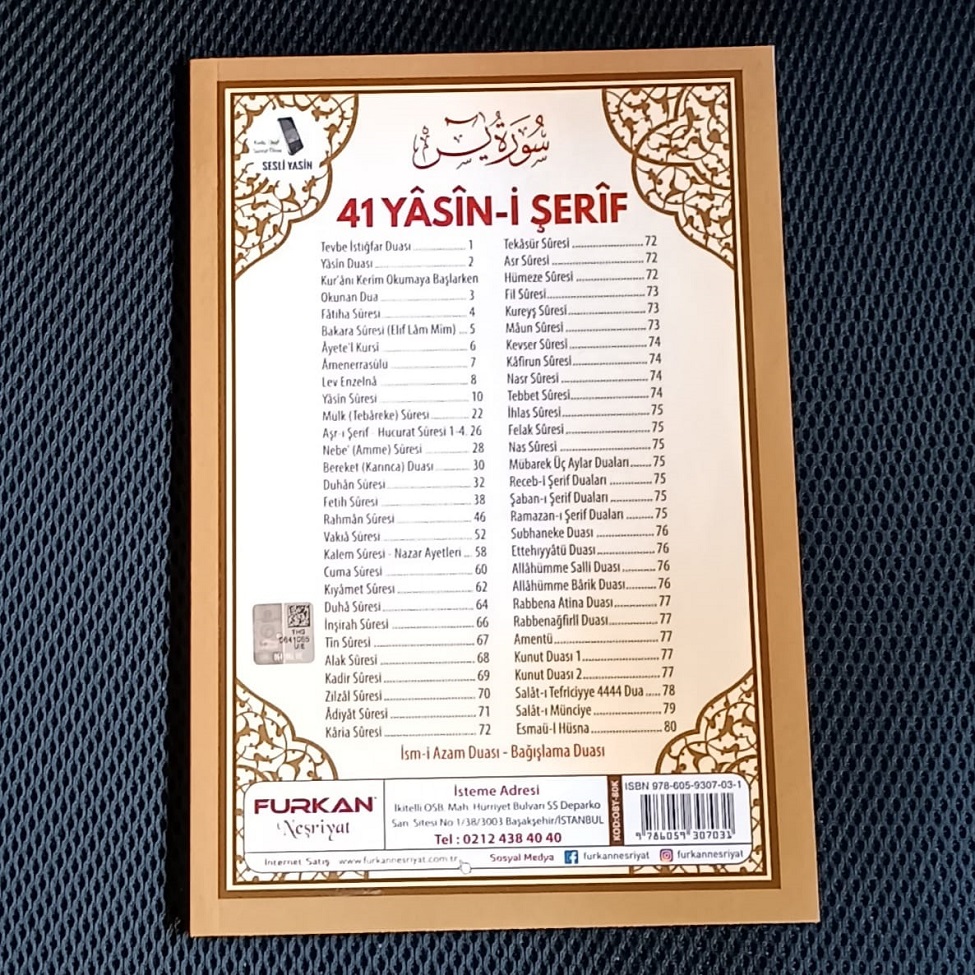 SESLİ YASİN
سُورَةُ يٰسٓ
41 YÂSÎN-İ ŞERÎF
Tevbe İstiğfar Duası ............ 1
Yâsin Duası ............ 2
Kur'ânı Kerim Okumaya Başlarken
Okunan Dua ............ 3
Fâtiha Sûresi ............ 4
Bakara Sûresi (Elif Lâm Mim) ... 5
Âyete'l Kursi ............ 6
Âmenerrasûlu ............ 7
Lev Enzelnâ ............ 8
Yâsîn Sûresi ............ 10
Mülk (Tebâreke) Sûresi ............ 22
Aşr-ı Şerif - Hucurat Sûresi 1-4. 26
Nebe' (Amme) Sûresi ............ 28
Bereket (Karınca) Duası ............ 30
Duhân Sûresi ............ 32
Fetih Sûresi ............ 38
Rahmân Sûresi ............ 46
Vakıâ Sûresi ............ 52
Kalem Sûresi - Nazar Ayetleri ... 58
Cuma Sûresi ............ 60
Kıyâmet Sûresi ............ 62
Duhâ Sûresi ............ 64
İnşirah Sûresi ............ 66
Tîn Sûresi ............ 67
Alak Sûresi ............ 68
Kadir Sûresi ............ 69
Zilzâl Sûresi ............ 70
Âdiyât Sûresi ............ 71
Kâria Sûresi ............ 72
Tekâsür Sûresi ............ 72
Asr Sûresi ............ 72
Hümeze Sûresi ............ 72
Fil Sûresi ............ 73
Kureyş Sûresi ............ 73
Mâun Sûresi ............ 73
Kevser Sûresi ............ 74
Kâfirun Sûresi ............ 74
Nasr Sûresi ............ 74
Tebbet Sûresi ............ 74
İhlas Sûresi ............ 75
Felak Sûresi ............ 75
Nas Sûresi ............ 75
Mübarek Üç Aylar Duaları ...... 75
Receb-i Şerif Duaları ............ 75
Şaban-ı Şerif Duaları ............ 75
Ramazan-ı Şerif Duaları ........ 75
Subhaneke Duası ............ 76
Ettehıyyâtü Duası ............ 76
Allâhümme Salli Duası ........ 76
Allâhümme Bârik Duası ........ 76
Rabbena Atina Duası ............ 77
Rabbenağfirlî Duası ............ 77
Amentü ............ 77
Kunut Duası 1 ............ 77
Kunut Duası 2 ............ 77
Salât-ı Tefriciyye 4444 Dua ..... 78
Salât-ı Münciye ............ 79
Esmaü-l Hüsna ............ 80
İsm-i Azam Duası - Bağışlama Duası
FURKAN
Neşriyat
İsteme Adresi
İkitelli OSB. Mah. Hürriyet Bulvarı SS Deparko
San. Sitesi No 1/38/3003 Başakşehir/İSTANBUL
Tel : 0212 438 40 40
KOD:OBY-80K
ISBN 978-605-9307-03-1
9 786059 307031
İnternet Satış www.furkannesriyat.com.tr
Sosyal Medya furkannesriyat furkannesriyat